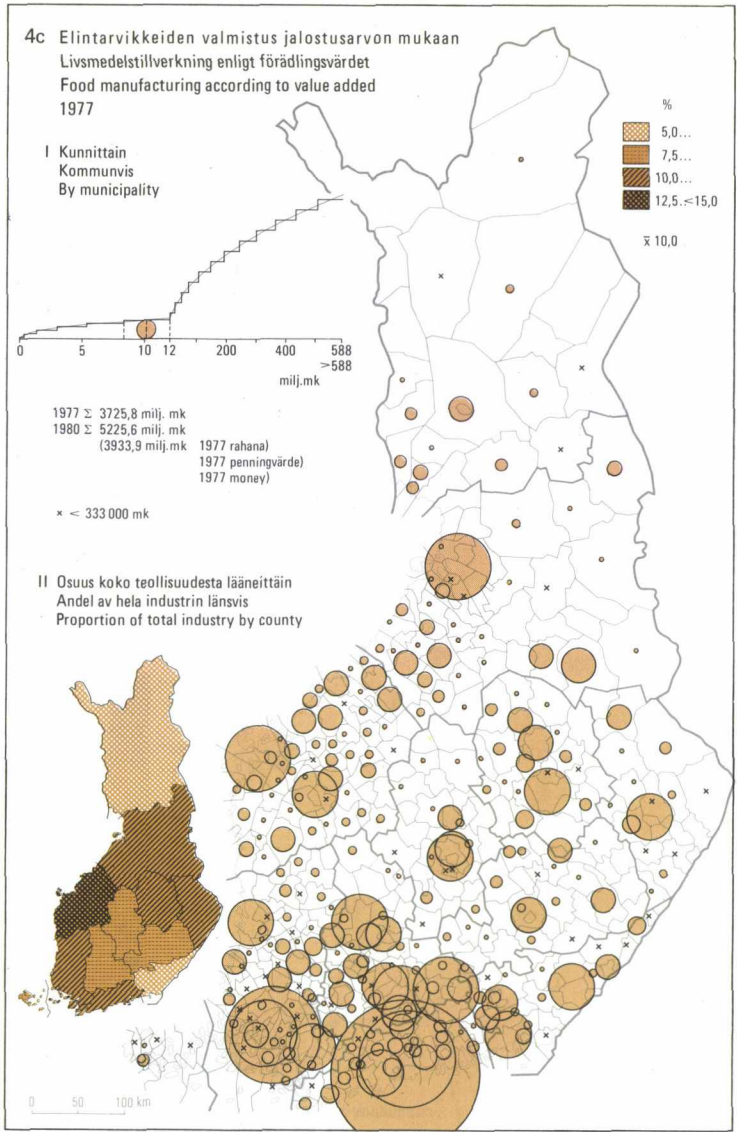 4c Elintarvikkeiden valmistus jalostusarvon mukaan
Livsmedelstillverkning enligt förädlingsvärdet
Food manufacturing according to value added
1977
I Kunnittain
Kommunvis
By municipality
%
5,0...
7,5...
10,0...
12,5.<15,0
x̄ 10,0
0 5 10 12 200 400 588
>588
milj.mk
1977 Σ 3725,8 milj. mk
1980 Σ 5225,6 milj. mk
(3933,9 milj.mk 1977 rahana)
1977 penningvärde)
1977 money)
x < 333 000 mk
II Osuus koko teollisuudesta lääneittäin
Andel av hela industrin länsvis
Proportion of total industry by county
0 50 100 km